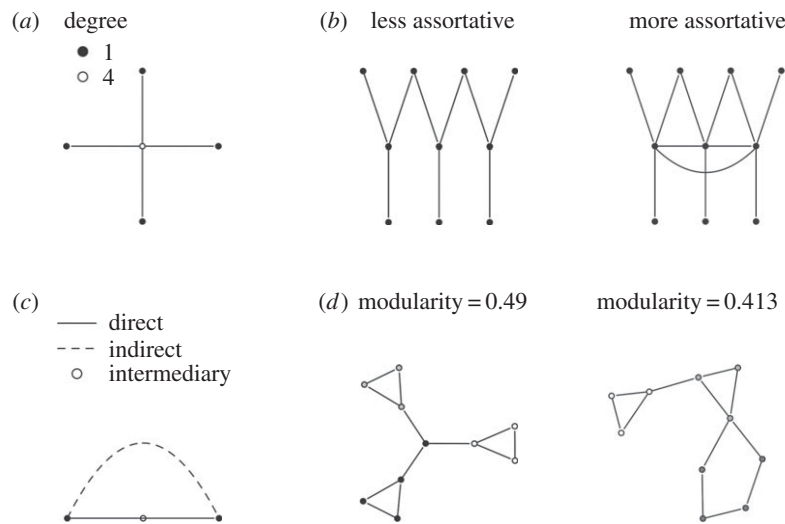 (a) degree
1
4
(b) less assortative more assortative
(c)
direct
indirect
intermediary
(d) modularity = 0.49 modularity = 0.413